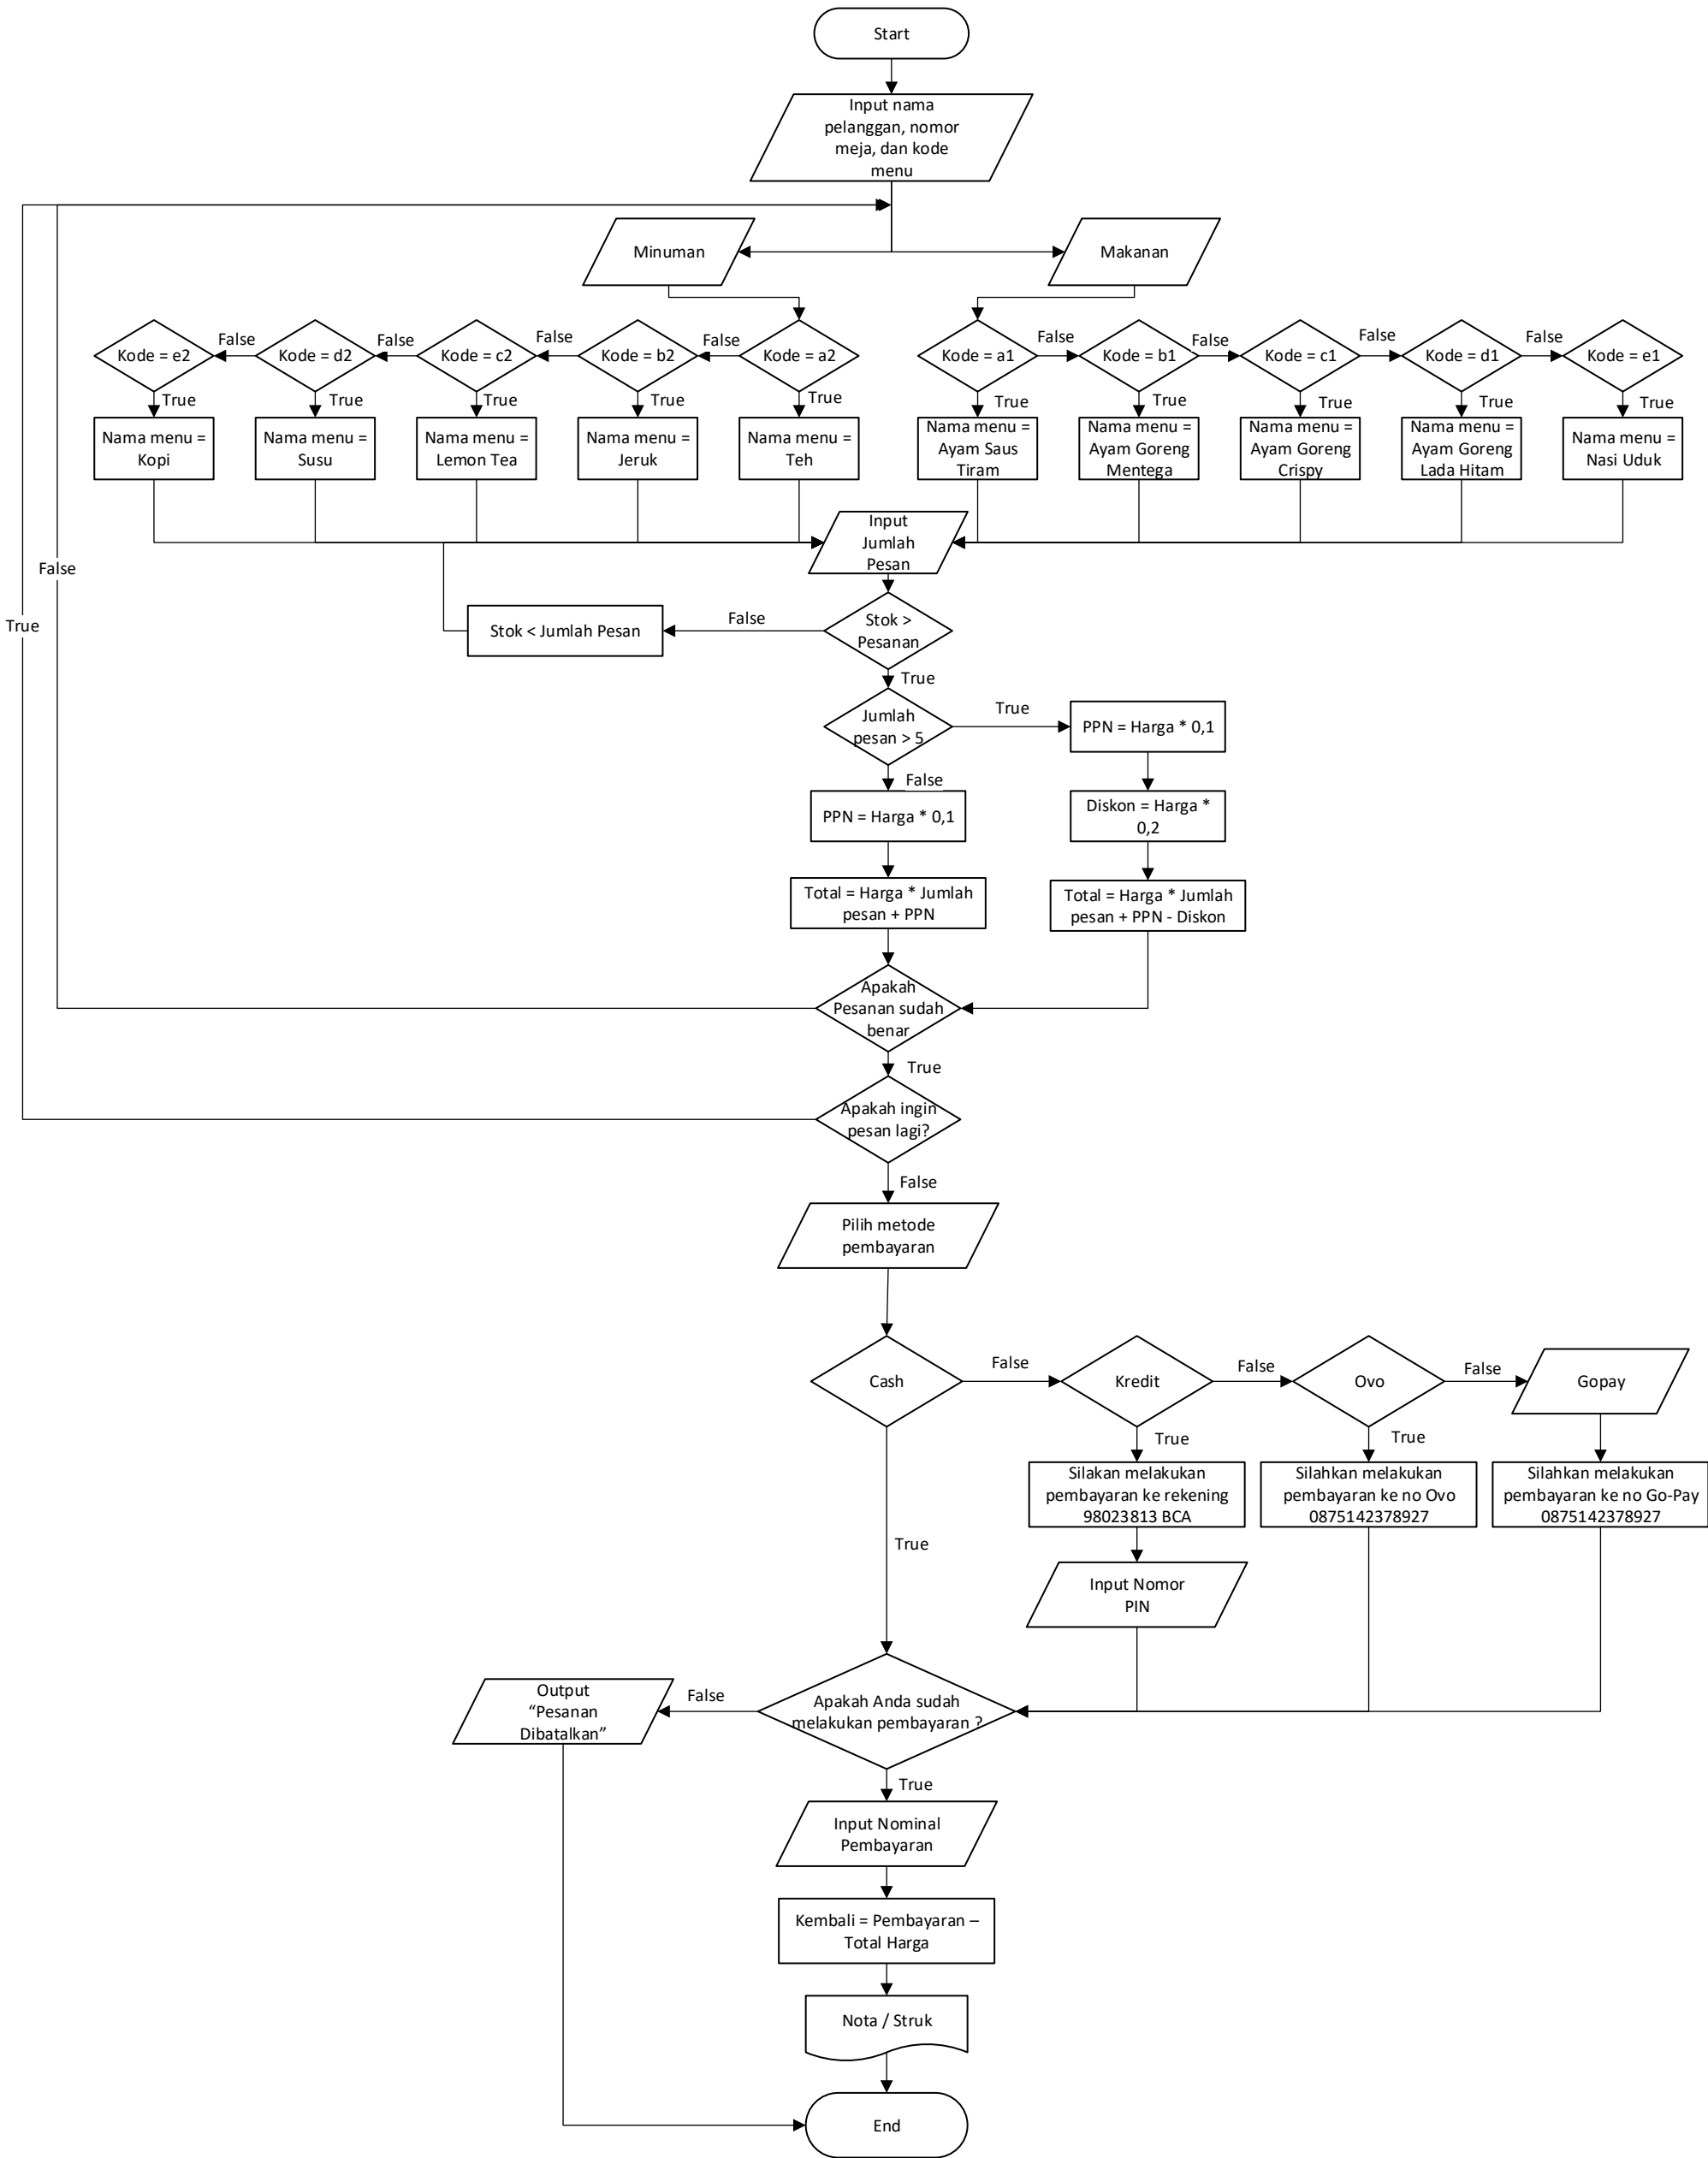 Start
Input nama
pelanggan, nomor
meja, dan kode
menu
Minuman
Makanan
Kode = e2
False
Kode = d2
False
Kode = c2
False
Kode = b2
False
Kode = a2
Kode = a1
False
Kode = b1
False
Kode = c1
False
Kode = d1
False
Kode = e1
True
True
True
True
True
True
True
True
True
True
Nama menu =
Kopi
Nama menu =
Susu
Nama menu =
Lemon Tea
Nama menu =
Jeruk
Nama menu =
Teh
Nama menu =
Ayam Saus
Tiram
Nama menu =
Ayam Goreng
Mentega
Nama menu =
Ayam Goreng
Crispy
Nama menu =
Ayam Goreng
Lada Hitam
Nama menu =
Nasi Uduk
Input
Jumlah
Pesan
False
True
Stok < Jumlah Pesan
False
Stok >
Pesanan
True
Jumlah
pesan > 5
True
PPN = Harga * 0,1
False
PPN = Harga * 0,1
Diskon = Harga *
0,2
Total = Harga * Jumlah
pesan + PPN
Total = Harga * Jumlah
pesan + PPN - Diskon
Apakah
Pesanan sudah
benar
True
Apakah ingin
pesan lagi?
False
Pilih metode
pembayaran
Cash
False
Kredit
False
Ovo
False
Gopay
True
True
Silakan melakukan
pembayaran ke rekening
98023813 BCA
Silahkan melakukan
pembayaran ke no Ovo
0875142378927
Silahkan melakukan
pembayaran ke no Go-Pay
0875142378927
True
Input Nomor
PIN
Output
“Pesanan
Dibatalkan”
False
Apakah Anda sudah
melakukan pembayaran ?
True
Input Nominal
Pembayaran
Kembali = Pembayaran –
Total Harga
Nota / Struk
End